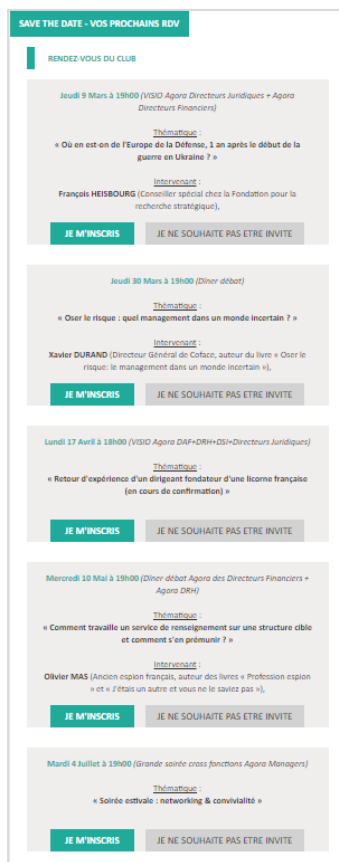 SAVE THE DATE - VOS PROCHAINS RDV
RENDEZ-VOUS DU CLUB
Jeudi 9 Mars à 19h00 (VISIO Agora Directeurs Juridiques + Agora
Directeurs Financiers)
Thématique :
« Où en est-on de l'Europe de la Défense, 1 an après le début de la
guerre en Ukraine ? »
Intervenant :
François HEISBOURG (Conseiller spécial chez la Fondation pour la
recherche stratégique),
JE M'INSCRIS JE NE SOUHAITE PAS ETRE INVITE
Jeudi 30 Mars à 19h00 (Dîner débat)
Thématique :
« Oser le risque : quel management dans un monde incertain ? »
Intervenant :
Xavier DURAND (Directeur Général de Coface, auteur du livre « Oser le
risque: le management dans un monde incertain »),
JE M'INSCRIS JE NE SOUHAITE PAS ETRE INVITE
Lundi 17 Avril à 18h00 (VISIO Agora DAF+DRH+DSI+Directeurs Juridiques)
Thématique :
« Retour d'expérience d'un dirigeant fondateur d'une licorne française
(en cours de confirmation) »
JE M'INSCRIS JE NE SOUHAITE PAS ETRE INVITE
Mercredi 10 Mai à 19h00 (Dîner débat Agora des Directeurs Financiers +
Agora DRH)
Thématique :
« Comment travaille un service de renseignement sur une structure cible
et comment s'en prémunir ? »
Intervenant :
Olivier MAS (Ancien espion français, auteur des livres « Profession espion
» et « J'étais un autre et vous ne le saviez pas »),
JE M'INSCRIS JE NE SOUHAITE PAS ETRE INVITE
Mardi 4 Juillet à 19h00 (Grande soirée cross fonctions Agora Managers)
Thématique :
« Soirée estivale : networking & convivialité »
JE M'INSCRIS JE NE SOUHAITE PAS ETRE INVITE